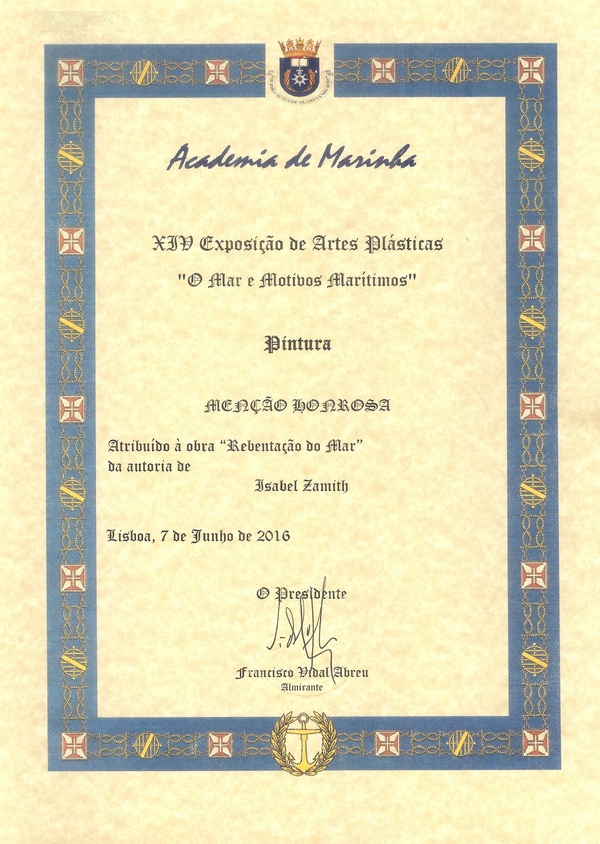 Academia de Marinha
XIV Exposição de Artes Plásticas
"O Mar e Motivos Marítimos"
Pintura
MENÇÃO HONROSA
Atribuído à obra “Rebentação do Mar”
da autoria de
Isabel Zamith
Lisboa, 7 de Junho de 2016
O Presidente
Francisco Vidal Abreu
Almirante